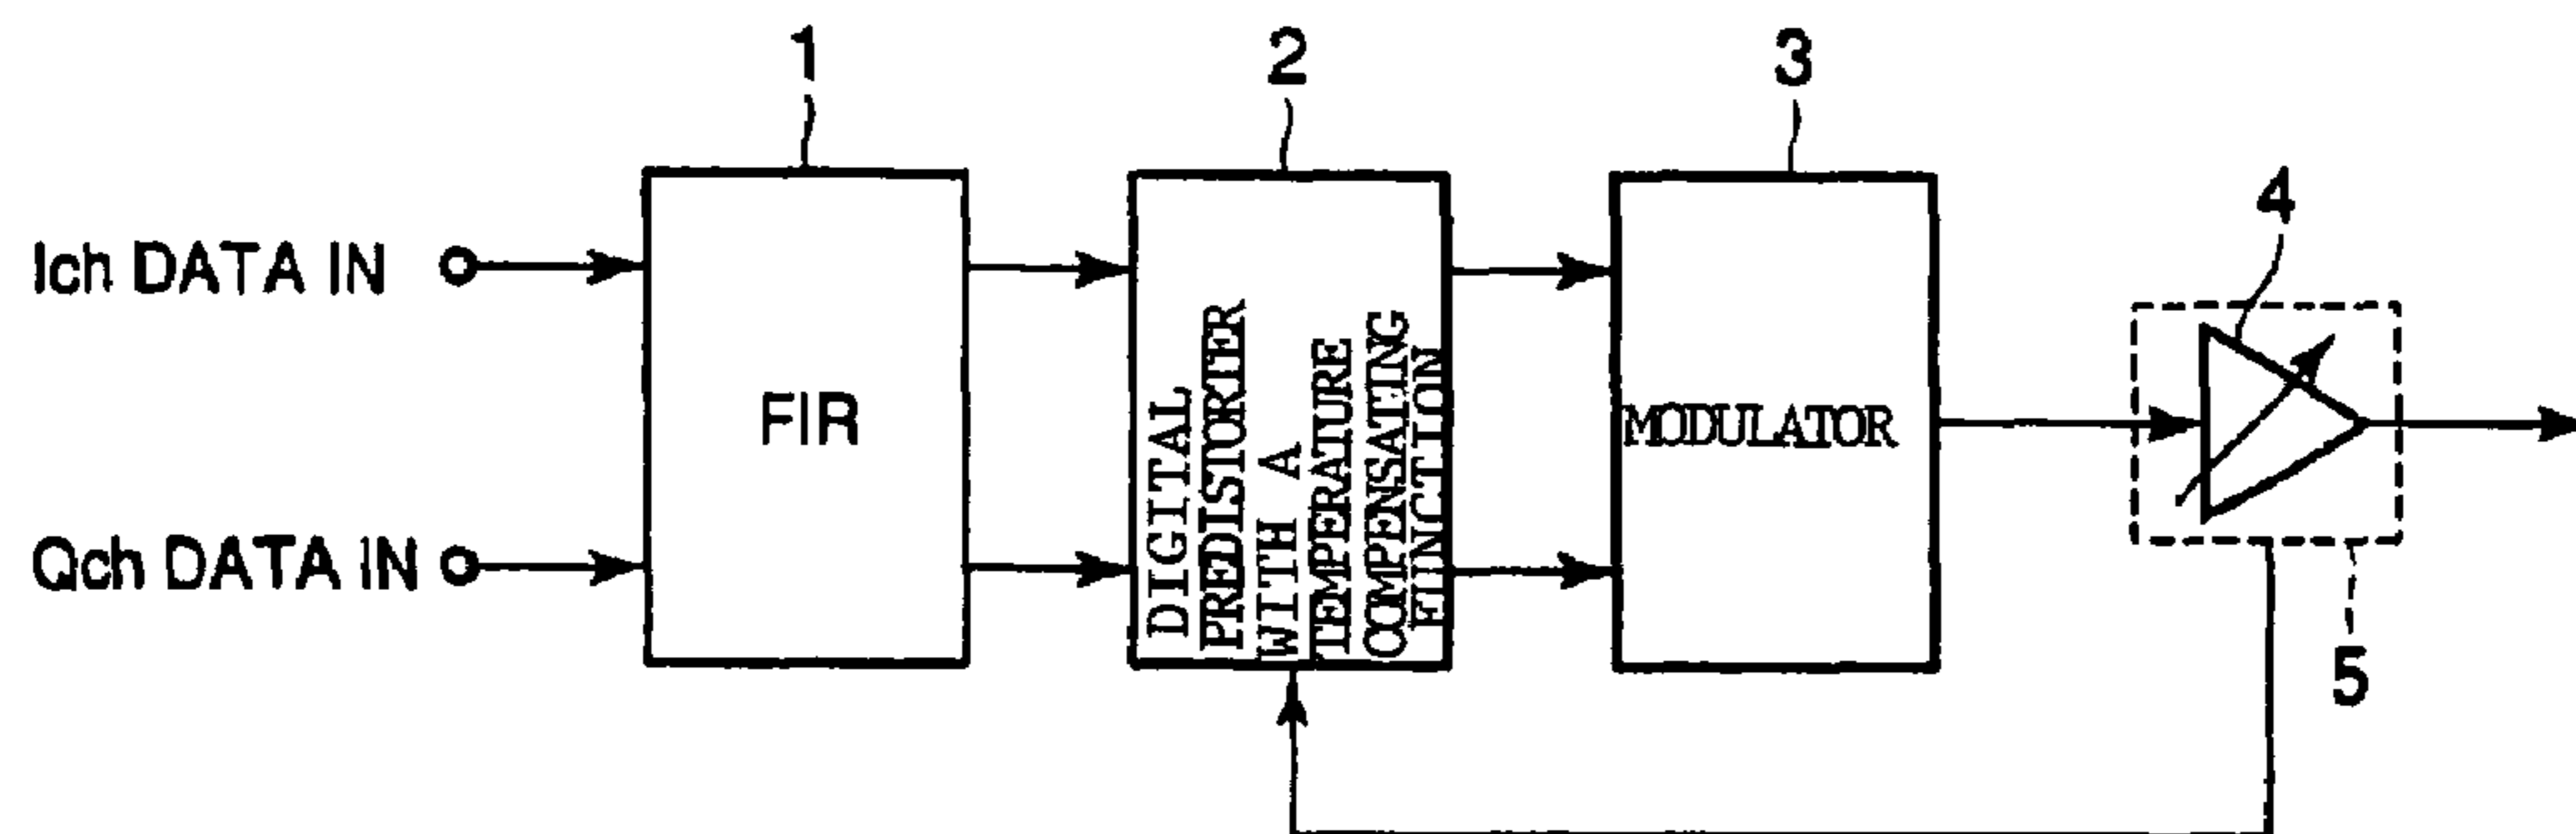 1
2
3
4
Ich DATA IN
Qch DATA IN
FIR
DIGITAL
PREDISTORTER
WITH A
TEMPERATURE
COMPENSATING
FUNCTION
MODULATOR
5